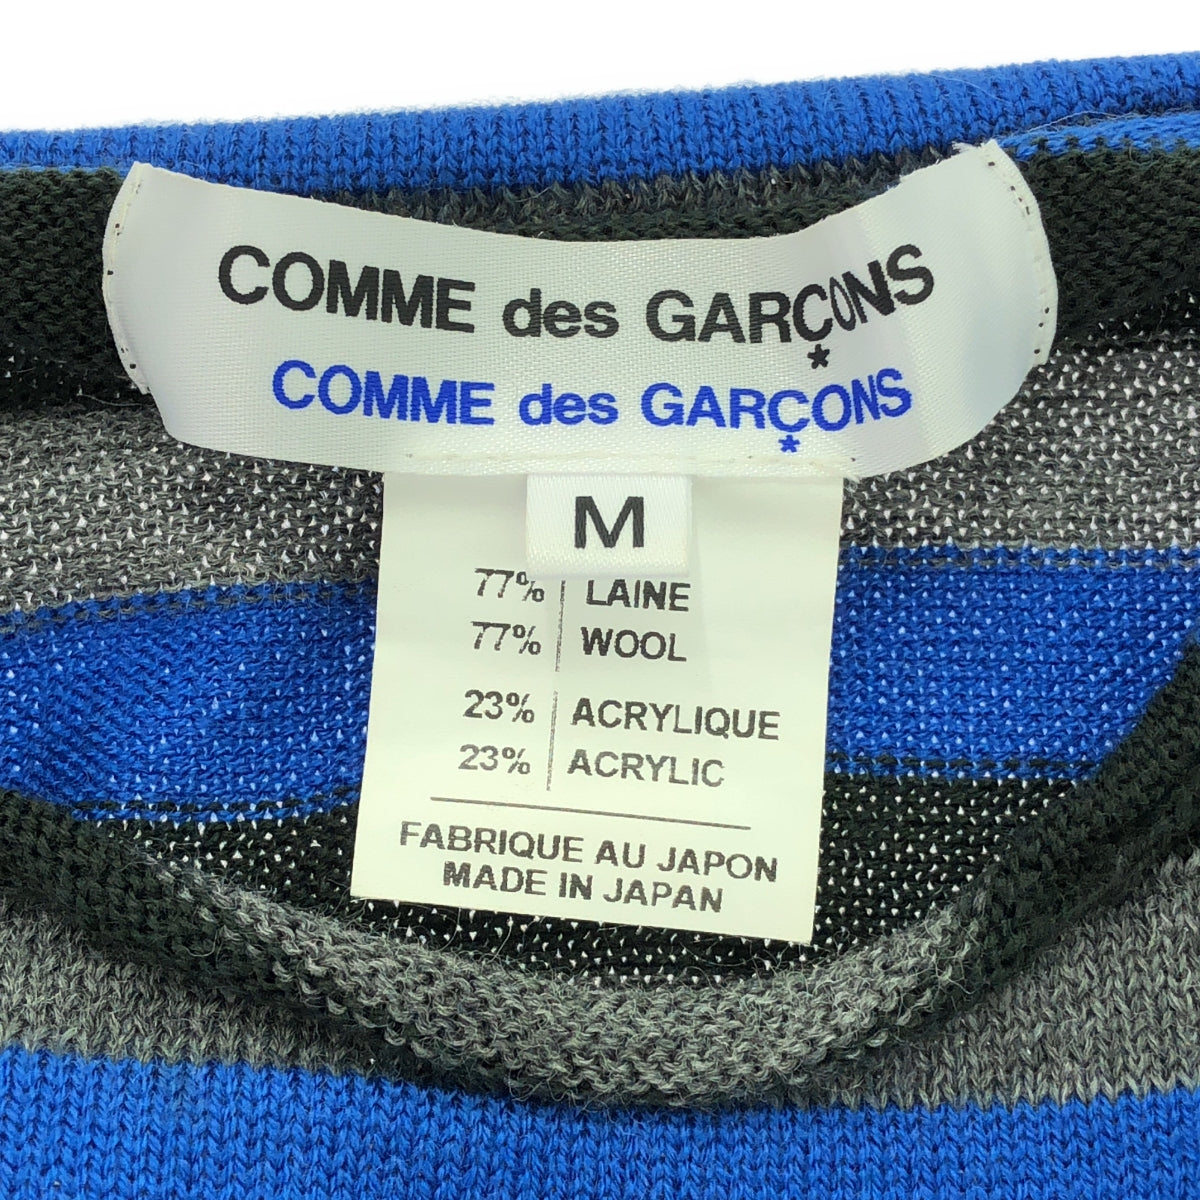 COMME des GARÇONS
COMME des GARÇONS
M
77% LAINE
77% WOOL
23% ACRYLIQUE
23% ACRYLIC
FABRIQUE AU JAPON
MADE IN JAPAN